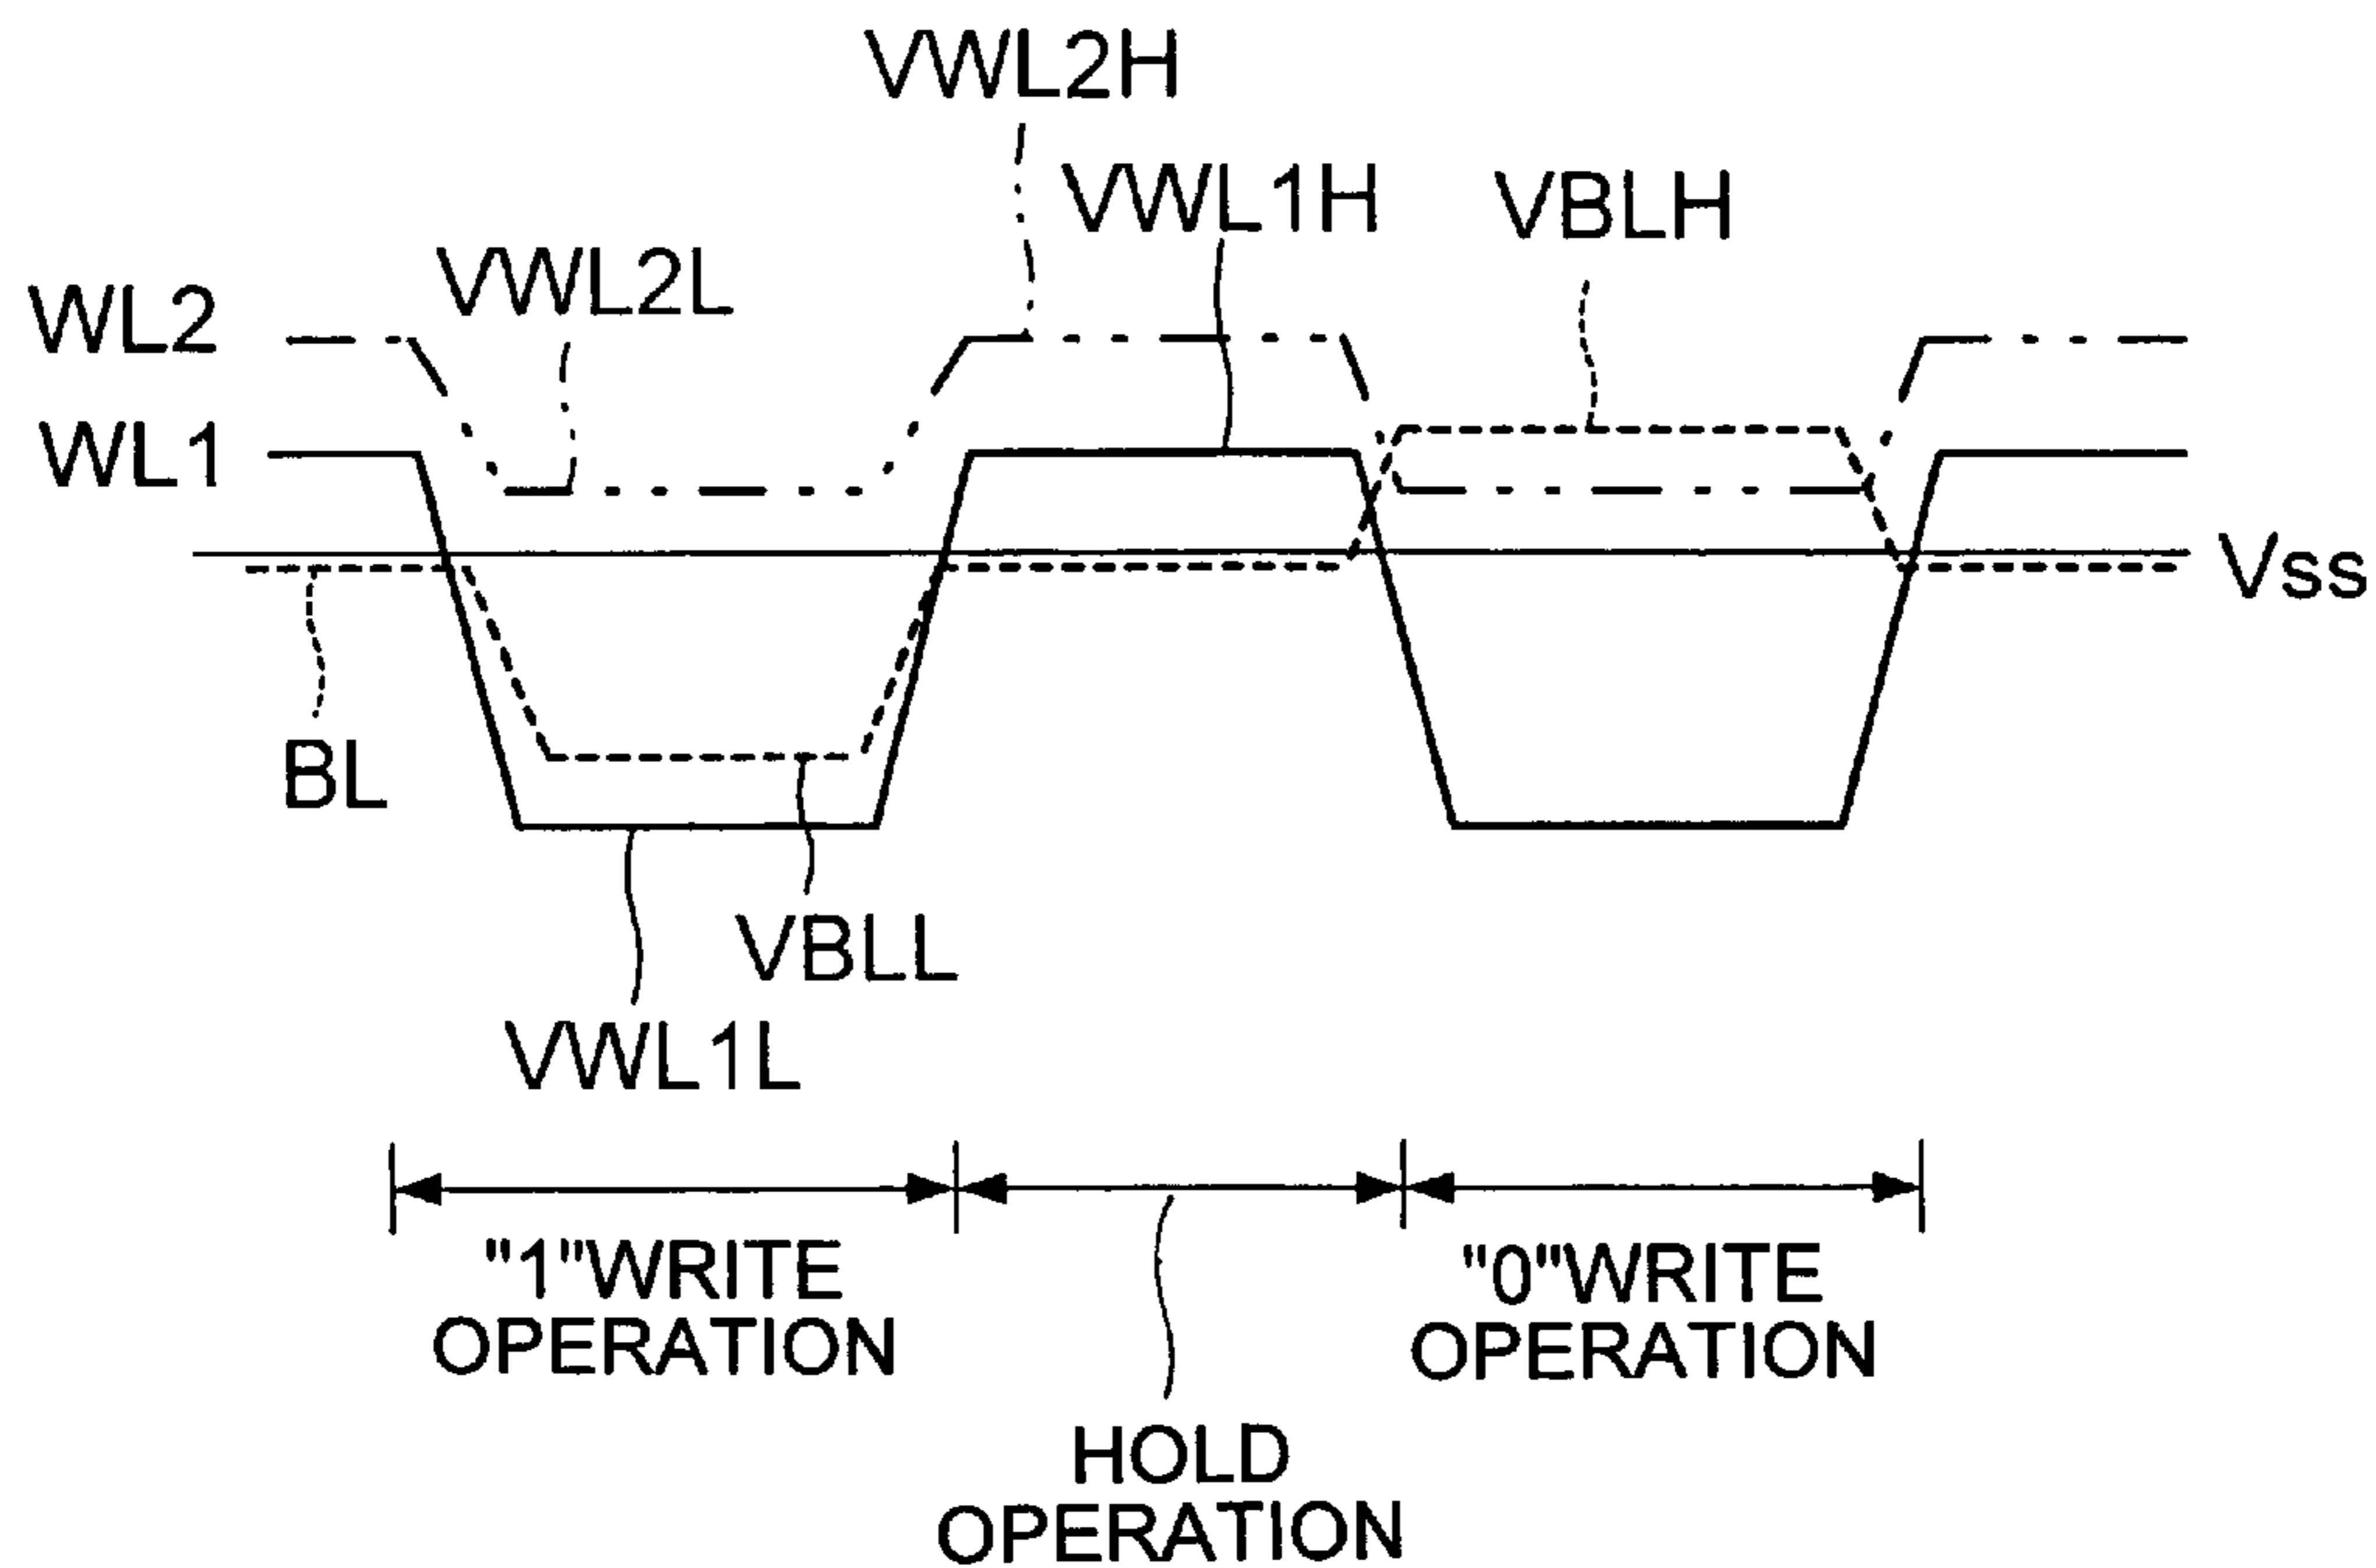 VWL2H
VWL1H
VBLH
VWL2L
WL2
WL1
Vss
BL
VBLL
VWL1L
"1"WRITE
OPERATION
"0"WRITE
OPERATION
HOLD
OPERATION